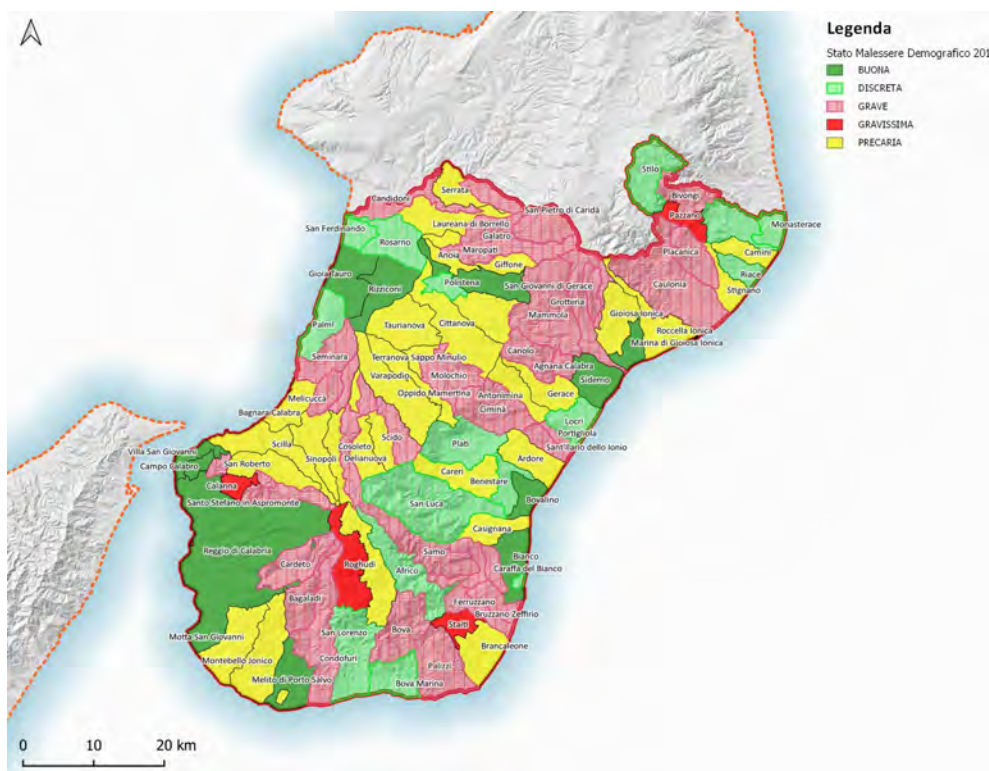 Legenda
Stato Malessere Demografico 201
BUONA
DISCRETA
GRAVE
GRAVISSIMA
PRECARIA
Stilo
Bivongi
Pazzano
Monasterace
Placanica
Camini
Riace
Stignano
Caulonia
Serrata
Candidoni
San Pietro di Caridà
Laureana di Borrello
San Ferdinando
Rosarno
Galatro
Maropati
Anoia
Giffone
Gioia Tauro
Rizziconi
Polistena
San Giovanni di Gerace
Grotteria
Mammola
Gioiosa Ionica
Roccella Ionica
Marina di Gioiosa Ionica
Palmi
Taurianova
Cittanova
Canolo
Agnana Calabra
Siderno
Seminara
Terranova Sappo Minulio
Molochio
Varapodio
Oppido Mamertina
Antonimina
Ciminà
Gerace
Melicuccà
Bagnara Calabra
Locri
Portigliola
Sant'Ilario dello Ionio
Scilla
Sinopoli
Cosoleto
Delianuova
Scido
Platì
Ardore
Villa San Giovanni
Campo Calabro
San Roberto
Calanna
Careri
Benestare
Santo Stefano in Aspromonte
San Luca
Bovalino
Casignana
Reggio di Calabria
Cardeto
Roghudi
Samo
Bianco
Caraffa del Bianco
Africo
Bagaladi
Ferruzzano
Bruzzano Zeffirio
Staiti
San Lorenzo
Bova
Motta San Giovanni
Montebello Jonico
Condofuri
Brancaleone
Palizzi
Melito di Porto Salvo
Bova Marina
0 10 20 km